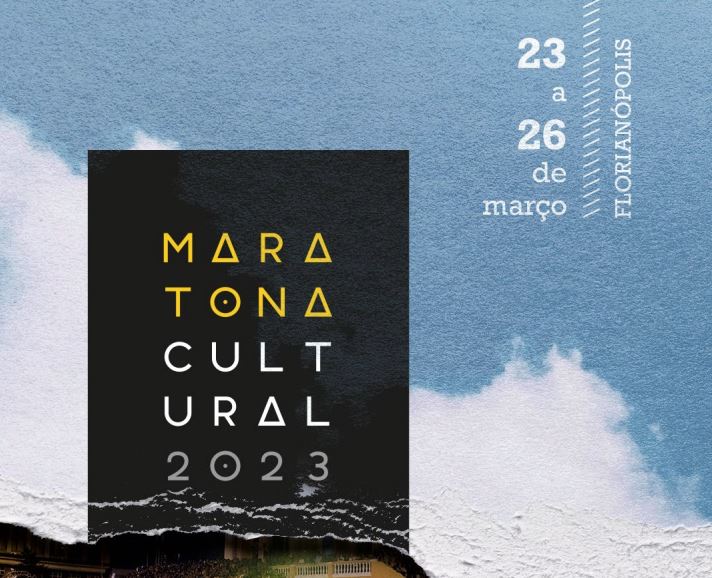 23
a
26
de
março
FLORIANÓPOLIS
MARA
TONA
CULT
URAL
2023